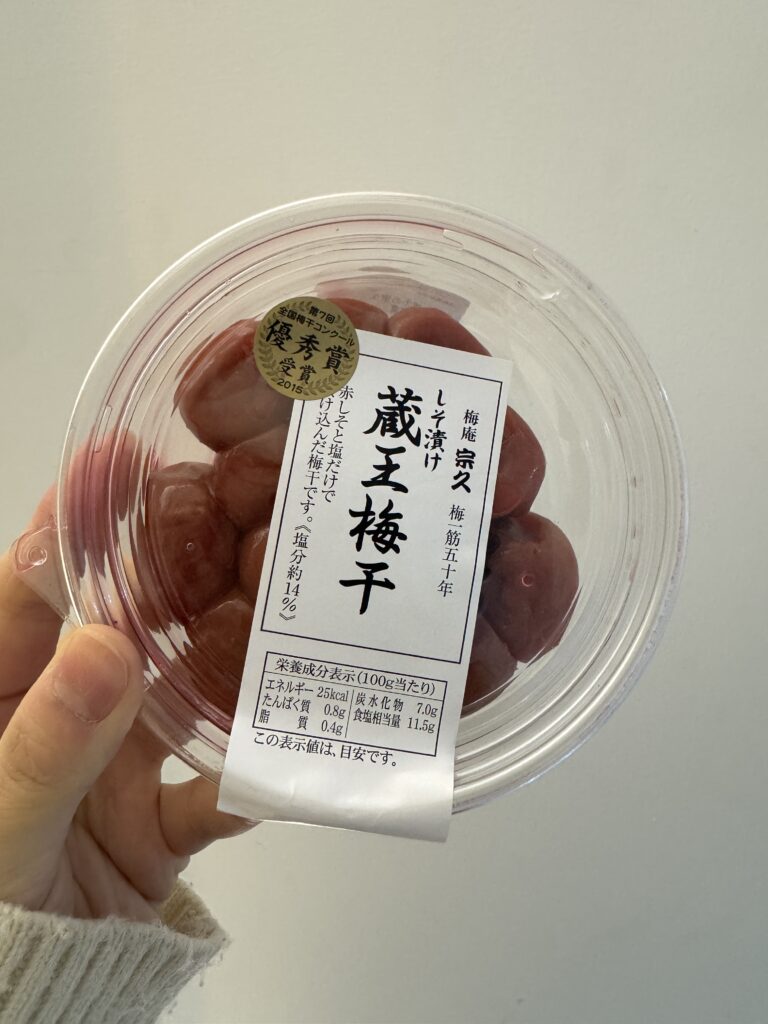 第7回
全国梅干コンクール
優秀賞
受賞
2015
梅庵 宗久 梅一筋五十年
しそ漬け
蔵王梅干
赤しそと塩だけで
け込んだ梅干です。《塩分約14%》
栄養成分表示(100g当たり)
エネルギー 25kcal 炭水化物 7.0g
たんぱく質 0.8g 食塩相当量 11.5g
脂質 0.4g
この表示値は、目安です。